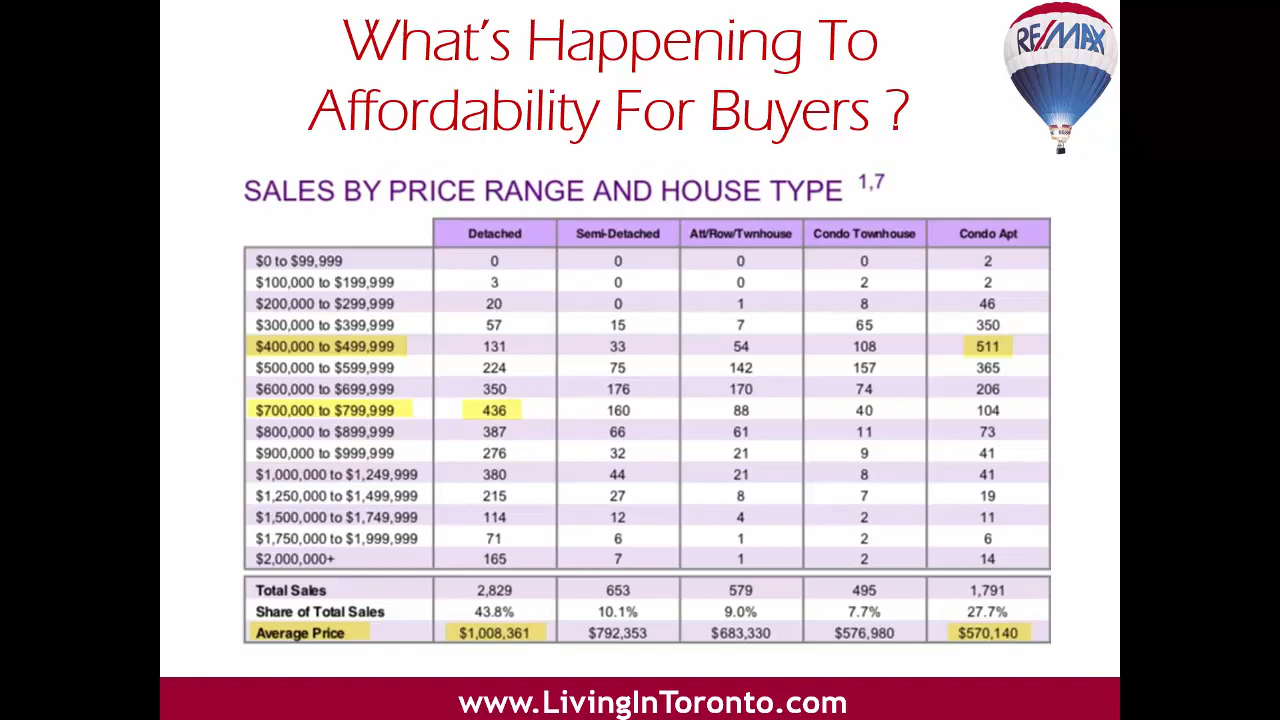 What's Happening To
Affordability For Buyers ?
RE/MAX
SALES BY PRICE RANGE AND HOUSE TYPE 1,7
Detached Semi-Detached Att/Row/Twnhouse Condo Townhouse Condo Apt
$0 to $99,999 0 0 0 0 2
$100,000 to $199,999 3 0 0 2 2
$200,000 to $299,999 20 0 1 8 46
$300,000 to $399,999 57 15 7 65 350
$400,000 to $499,999 131 33 54 108 511
$500,000 to $599,999 224 75 142 157 365
$600,000 to $699,999 350 176 170 74 206
$700,000 to $799,999 436 160 88 40 104
$800,000 to $899,999 387 66 61 11 73
$900,000 to $999,999 276 32 21 9 41
$1,000,000 to $1,249,999 380 44 21 8 41
$1,250,000 to $1,499,999 215 27 8 7 19
$1,500,000 to $1,749,999 114 12 4 2 11
$1,750,000 to $1,999,999 71 6 1 2 6
$2,000,000+ 165 7 1 2 14
Total Sales 2,829 653 579 495 1,791
Share of Total Sales 43.8% 10.1% 9.0% 7.7% 27.7%
Average Price $1,008,361 $792,353 $683,330 $576,980 $570,140
www.LivingInToronto.com